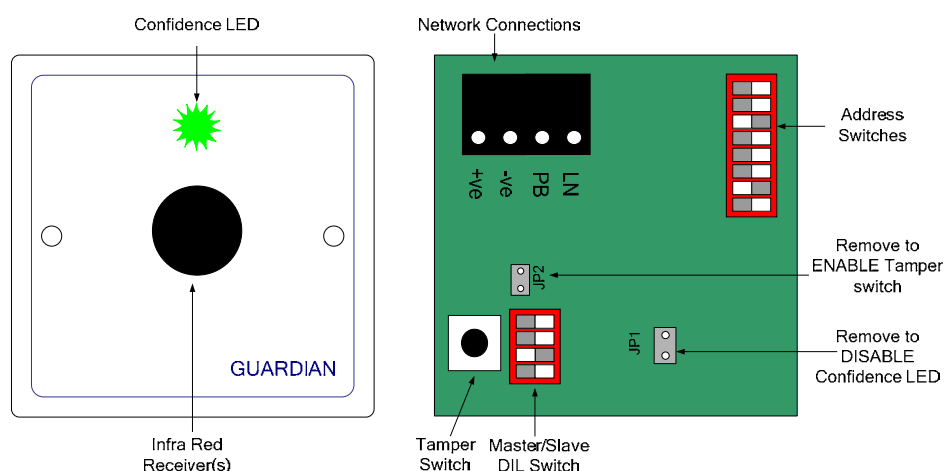 Confidence LED
Network Connections
Address
Switches
+ve
-ve
PB
LN
Remove to
ENABLE Tamper
switch
JP2
JP1
Remove to
DISABLE
Confidence LED
GUARDIAN
Infra Red
Receiver(s)
Tamper
Switch
Master/Slave
DIL Switch